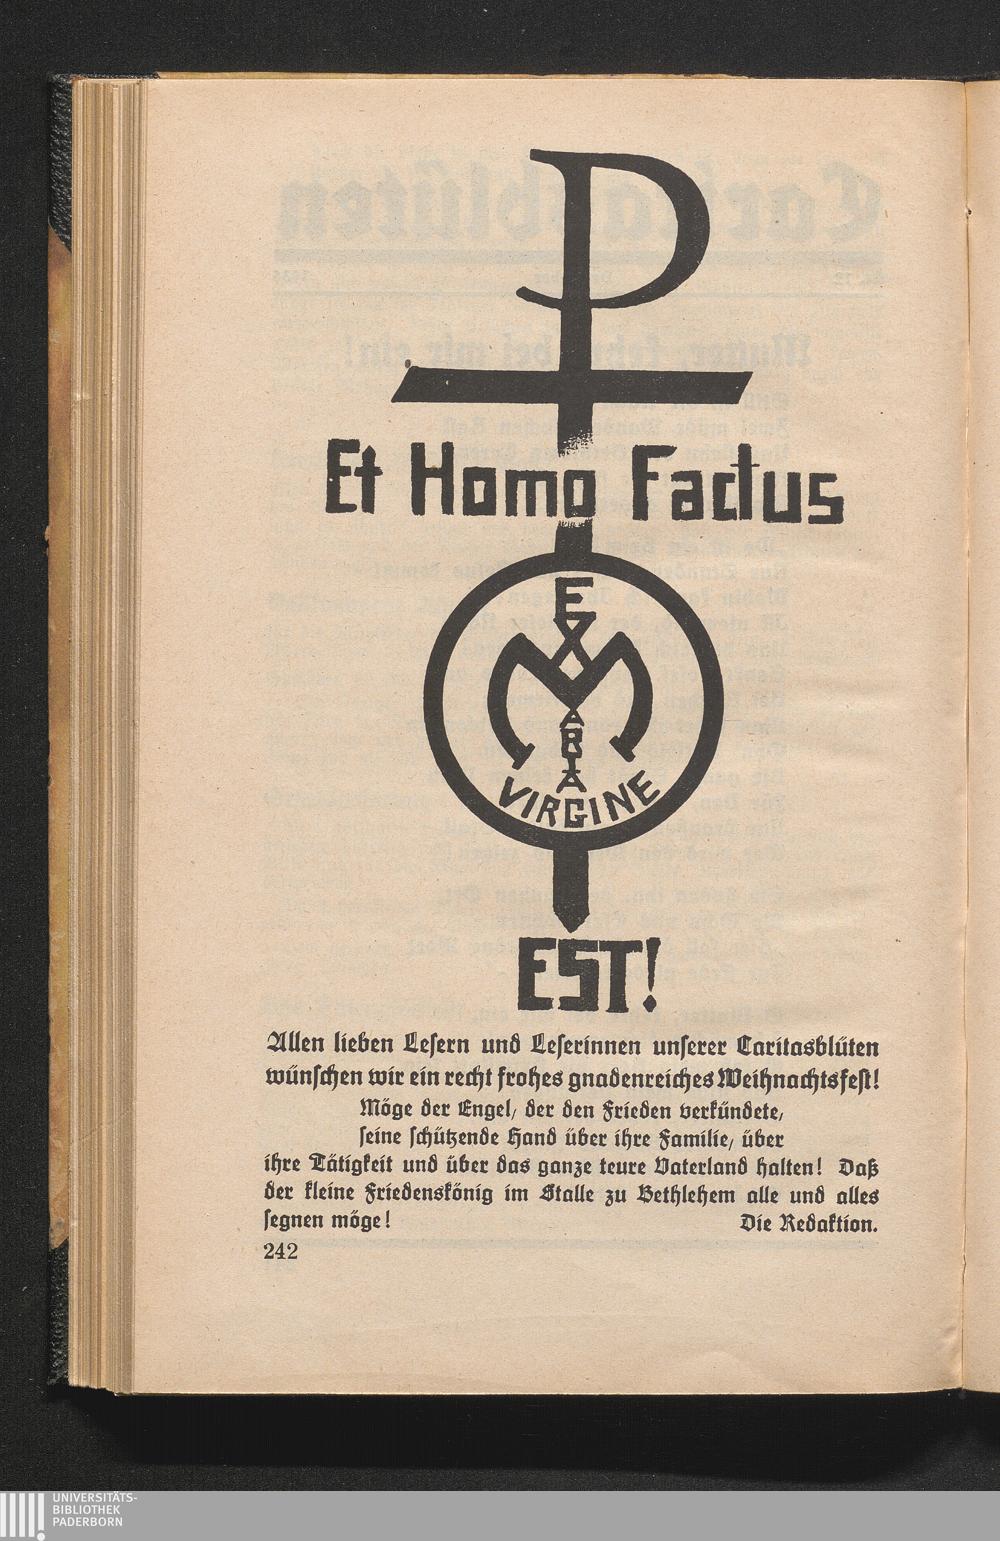 P
Et Homo Factus
EX
MARIA
VIRGINE
EST!
Allen lieben Lesern und Leserinnen unserer Caritasblüten
wünschen wir ein recht frohes gnadenreiches Weihnachtsfest!
Möge der Engel, der den Frieden verkündete,
seine schützende Hand über ihre Familie, über
ihre Tätigkeit und über das ganze teure Vaterland halten! Daß
der kleine Friedenskönig im Stalle zu Bethlehem alle und alles
segnen möge! Die Redaktion.
242
UNIVERSITÄTS-
BIBLIOTHEK
PADERBORN